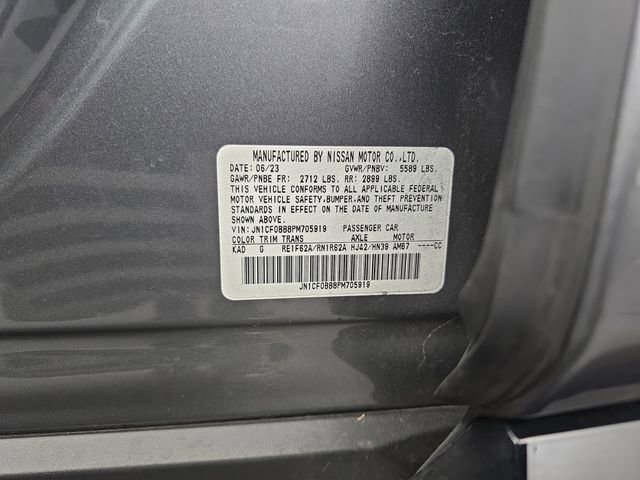 MANUFACTURED BY NISSAN MOTOR CO.,LTD.
DATE: 06/23 GVWR/PNBV: 5589 LBS.
GAWR/PNBE FR: 2712 LBS. RR: 2899 LBS.
THIS VEHICLE CONFORMS TO ALL APPLICABLE FEDERAL
MOTOR VEHICLE SAFETY,BUMPER,AND THEFT PREVENTION
STANDARDS IN EFFECT ON THE DATE OF MANUFACTURE
SHOWN ABOVE.
VIN: JN1CF0BB8PM705919 PASSENGER CAR
COLOR TRIM TRANS AXLE MOTOR
KAD G RE1F62A/RN1R62A HJ42/HN39 AM67 ----CC
JN1CF0BB8PM705919